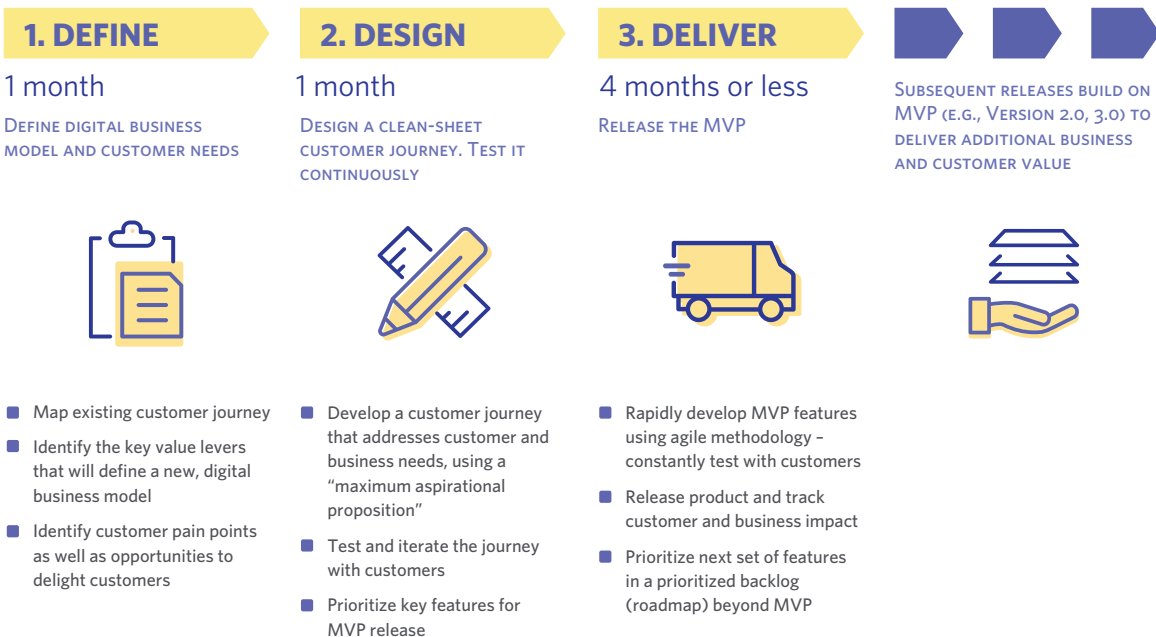 1. DEFINE
1 month
DEFINE DIGITAL BUSINESS
MODEL AND CUSTOMER NEEDS
Map existing customer journey
Identify the key value levers
that will define a new, digital
business model
Identify customer pain points
as well as opportunities to
delight customers
2. DESIGN
1 month
DESIGN A CLEAN-SHEET
CUSTOMER JOURNEY. TEST IT
CONTINUOUSLY
Develop a customer journey
that addresses customer and
business needs, using a
“maximum aspirational
proposition”
Test and iterate the journey
with customers
Prioritize key features for
MVP release
3. DELIVER
4 months or less
RELEASE THE MVP
Rapidly develop MVP features
using agile methodology –
constantly test with customers
Release product and track
customer and business impact
Prioritize next set of features
in a prioritized backlog
(roadmap) beyond MVP
SUBSEQUENT RELEASES BUILD ON
MVP (E.G., VERSION 2.0, 3.0) TO
DELIVER ADDITIONAL BUSINESS
AND CUSTOMER VALUE